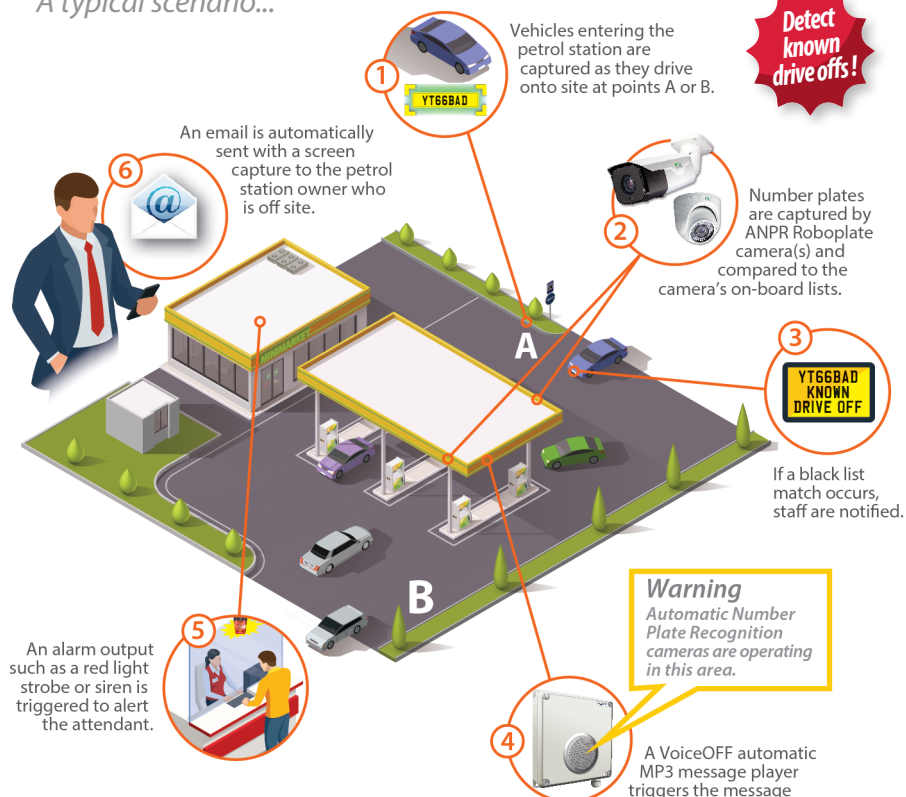 A typical scenario...
Detect
known
drive offs !
1
YT66BAD
Vehicles entering the
petrol station are
captured as they drive
onto site at points A or B.
6
@
An email is automatically
sent with a screen
capture to the petrol
station owner who
is off site.
2
Number plates
are captured by
ANPR Roboplate
camera(s) and
compared to the
camera's on-board lists.
MINIMARKET
A
3
YT66BAD
KNOWN
DRIVE OFF
If a black list
match occurs,
staff are notified.
B
Warning
Automatic Number
Plate Recognition
cameras are operating
in this area.
5
An alarm output
such as a red light
strobe or siren is
triggered to alert
the attendant.
4
A VoiceOFF automatic
MP3 message player
triggers the message